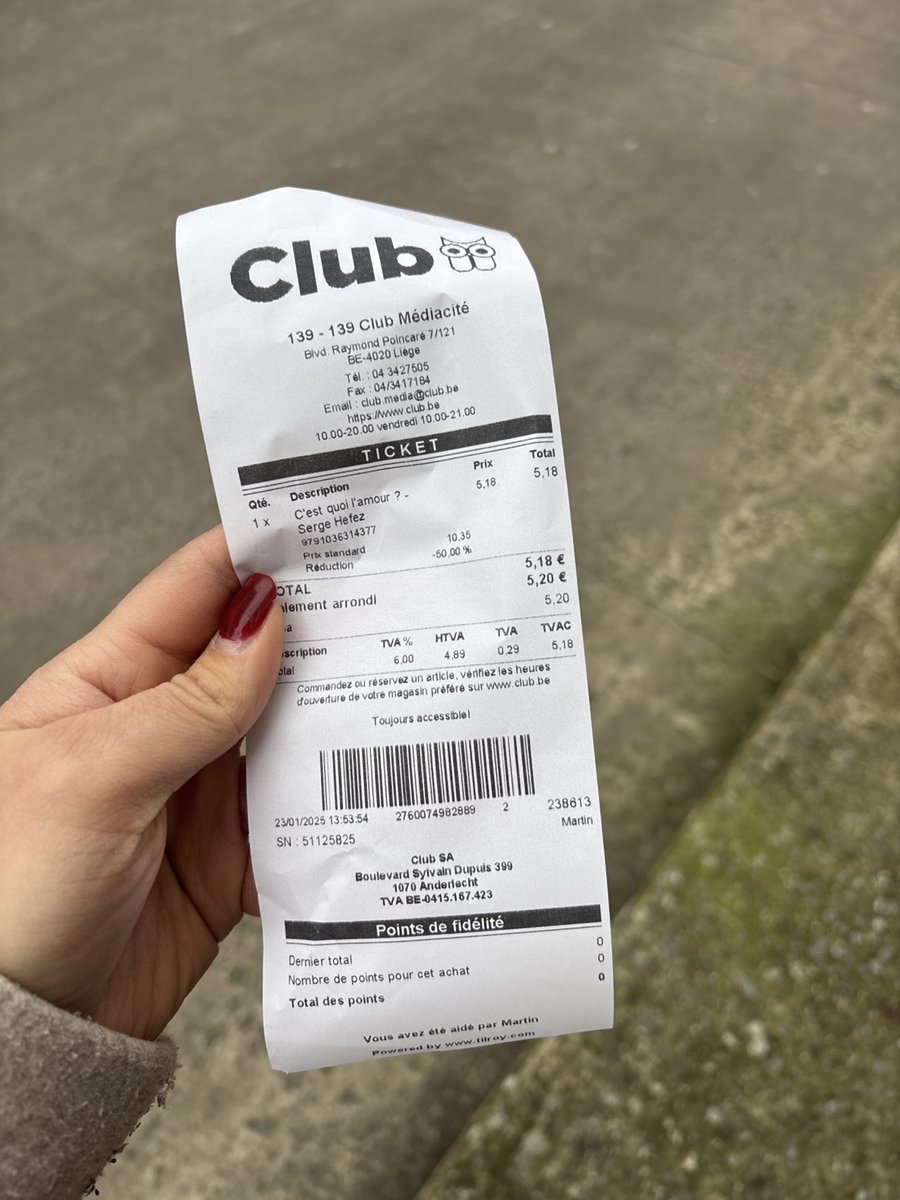 Club
139 - 139 Club Médiacité
Blvd. Raymond Poincaré 7/121
BE-4020 Liège
Tél. : 04 3427505
Fax : 04/3417184
Email : club.media@club.be
https://www.club.be
10.00-20.00 vendredi 10.00-21.00
TICKET
Qté. Description Prix Total
1 x C'est quoi l'amour ? - 5,18 5,18
Serge Hefez
9791036314377
Prix standard 10,35
Réduction -50,00 %
OTAL 5,18 €
alement arrondi 5,20 €
a 5,20
scription TVA % HTVA TVA TVAC
otal 6,00 4,89 0,29 5,18
Commandez ou réservez un article, vérifiez les heures
d'ouverture de votre magasin préféré sur www.club.be
Toujours accessible!
23/01/2025 13:53:54 2760074982889 2 238613
SN : 51125825 Martin
Club SA
Boulevard Sylvain Dupuis 399
1070 Anderlecht
TVA BE-0415.167.423
Points de fidélité
Dernier total 0
Nombre de points pour cet achat 0
Total des points 0
Vous avez été aidé par Martin
Powered by www.tilroy.com